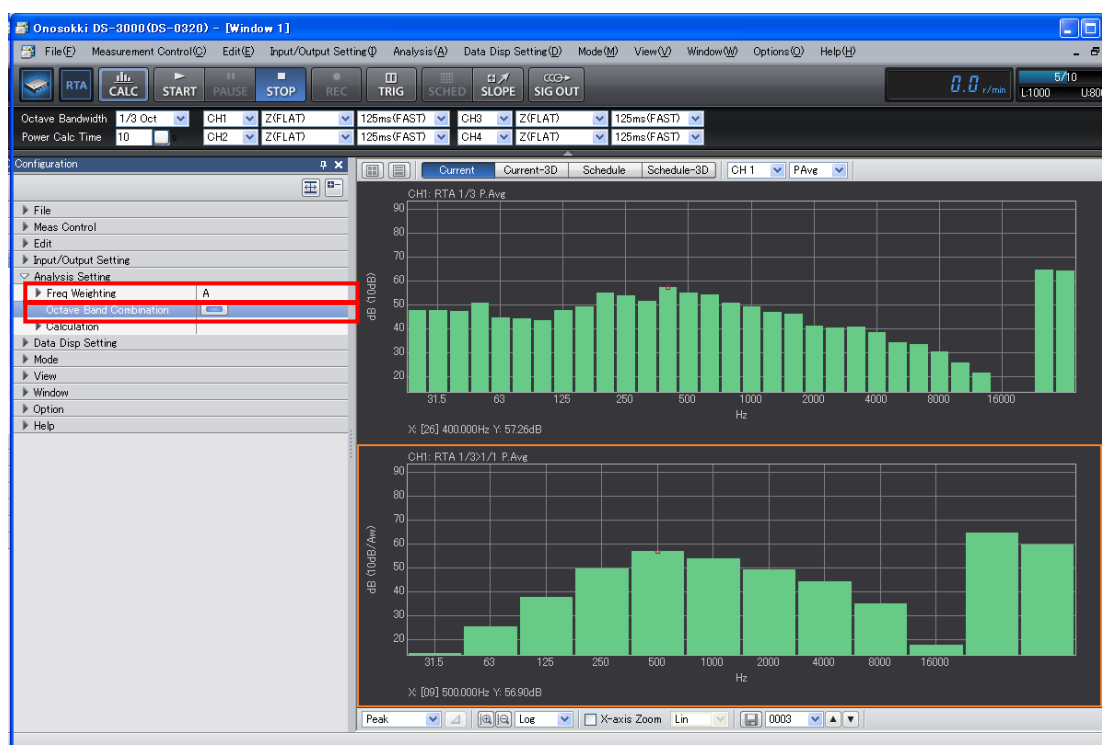 Onosokki DS-3000(DS-0320) - [Window 1]
File(F) Measurement Control(C) Edit(E) Input/Output Setting(I) Analysis(A) Data Disp Setting(D) Mode(M) View(V) Window(W) Options(O) Help(H)
RTA CALC START PAUSE STOP REC TRIG SCHED SLOPE SIG OUT 0.0 r/min 5/10
L:1000 U:80
Octave Bandwidth 1/3 Oct CH1 Z(FLAT) 125ms(FAST) CH3 Z(FLAT) 125ms(FAST)
Power Calc Time 10 s CH2 Z(FLAT) 125ms(FAST) CH4 Z(FLAT) 125ms(FAST)
Configuration
Current Current-3D Schedule Schedule-3D CH 1 PAvg
File
Meas Control
Edit
Input/Output Setting
Analysis Setting
Freq Weighting A
Octave Band Combination
Calculation
Data Disp Setting
Mode
View
Window
Option
Help
CH1: RTA 1/3 P.Avg
90
80
70
60
50
40
30
20
dB (10dB)
31.5 63 125 250 500 1000 2000 4000 8000 16000
Hz
X: [26] 400.000Hz Y: 57.26dB
CH1: RTA 1/3>1/1 P.Avg
90
80
70
60
50
40
30
20
dB (10dB/Aw)
31.5 63 125 250 500 1000 2000 4000 8000 16000
Hz
X: [09] 500.000Hz Y: 56.90dB
Peak Log X-axis Zoom Lin 0003